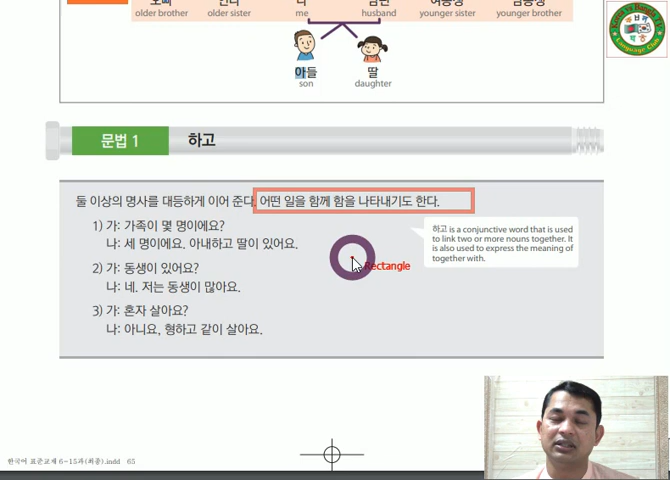 older brother older sister me husband younger sister younger brother
아들 딸
son daughter
문법 1 하고
둘 이상의 명사를 대등하게 이어 준다. 어떤 일을 함께 함을 나타내기도 한다.
1) 가: 가족이 몇 명이에요?
나: 세 명이에요. 아내하고 딸이 있어요.
2) 가: 동생이 있어요?
나: 네. 저는 동생이 많아요.
3) 가: 혼자 살아요?
나: 아니요, 형하고 같이 살아요.
하고 is a conjunctive word that is used
to link two or more nouns together. It
is also used to express the meaning of
together with.
Rectangle
한국어 표준교재 6-15과(최종).indd 65
Language Club